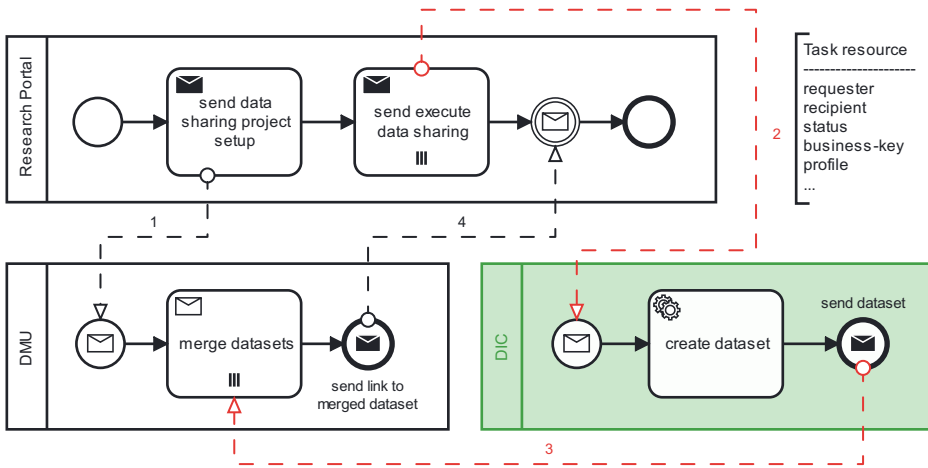 Research Portal
send data
sharing project
setup
send execute
data sharing
2
Task resource
---------------------
requester
recipient
status
business-key
profile
...
1
4
DMU
merge datasets
send link to
merged dataset
DIC
create dataset
send dataset
3